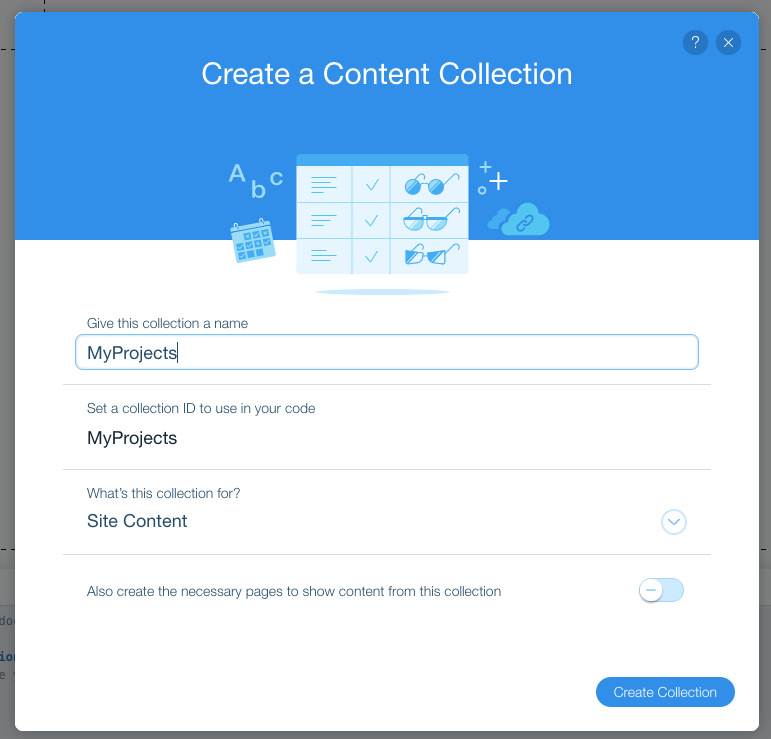 ?
Create a Content Collection
A b c
Give this collection a name
MyProjects
Set a collection ID to use in your code
MyProjects
What's this collection for?
Site Content
Also create the necessary pages to show content from this collection
Create Collection